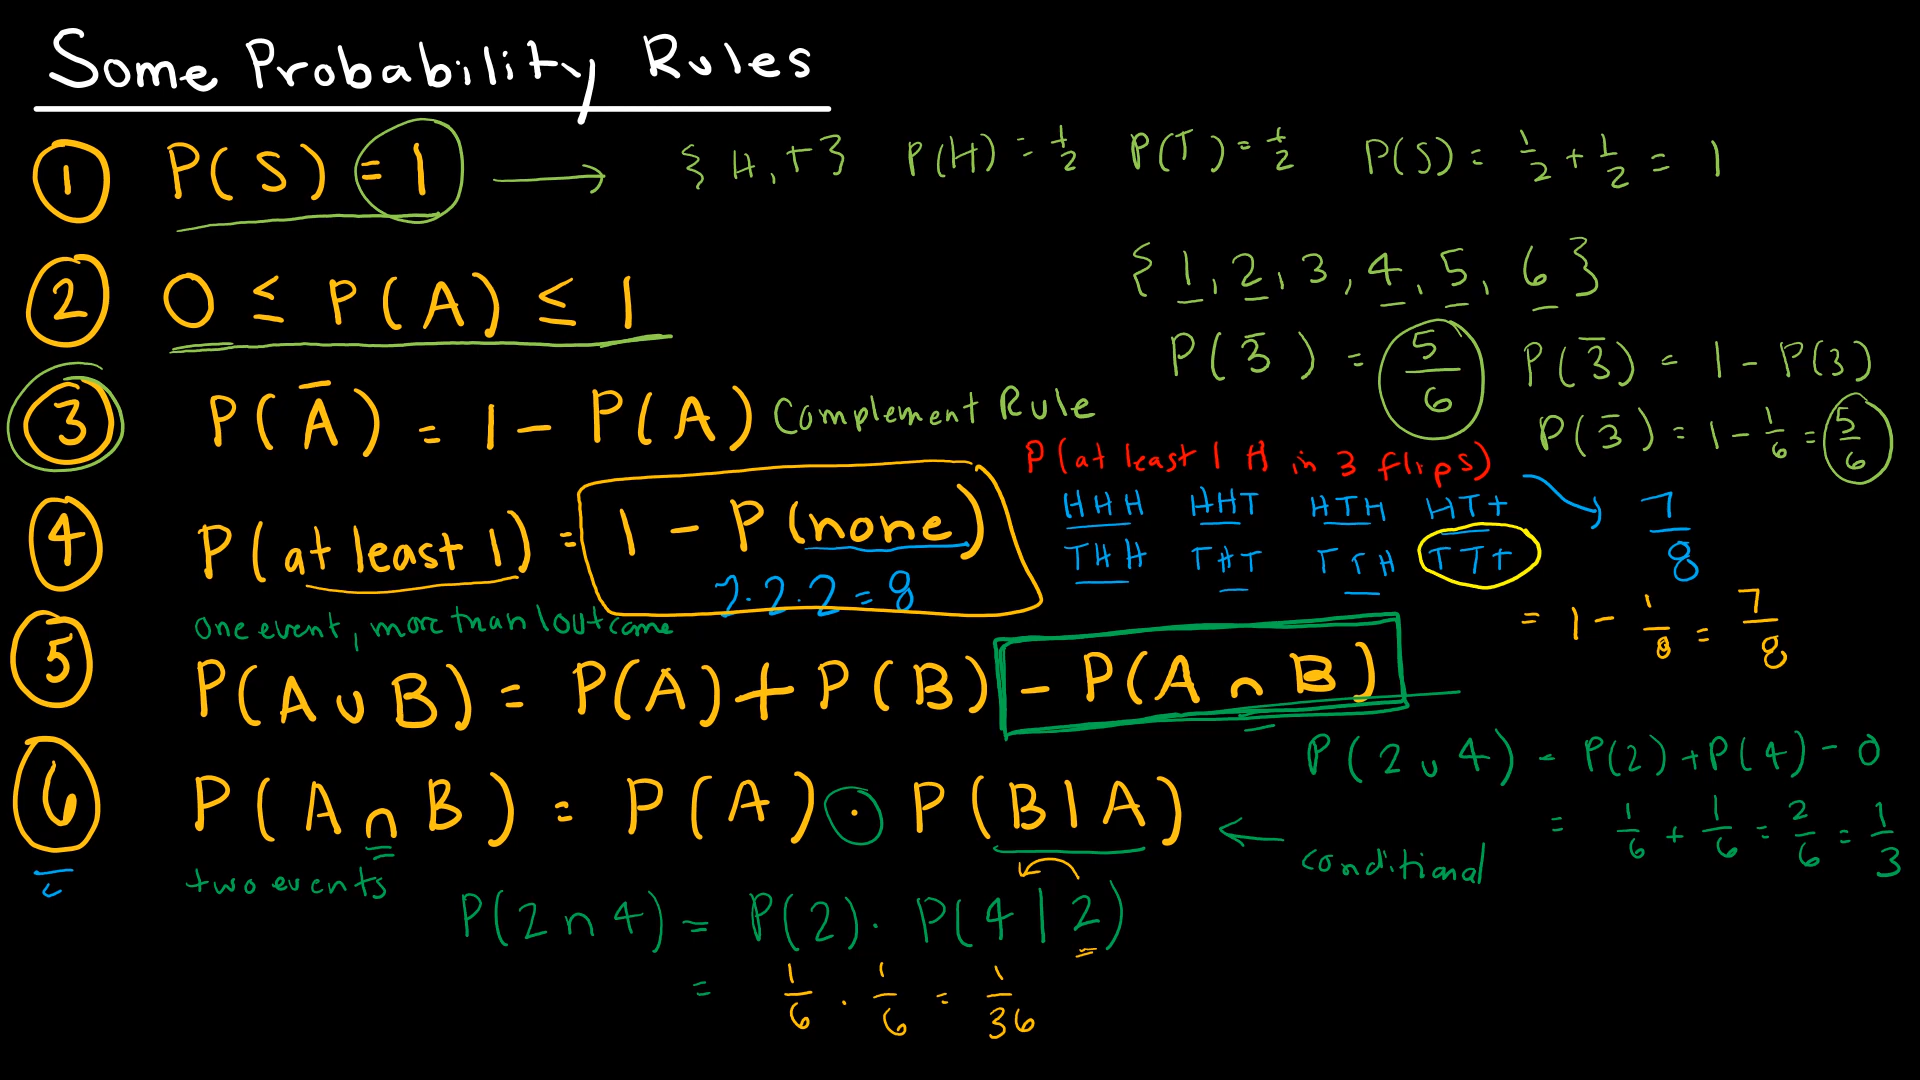 Some Probability Rules
① P(S) = 1 → { H, T } P(H) = 1/2 P(T) = 1/2 P(S) = 1/2 + 1/2 = 1
{ 1, 2, 3, 4, 5, 6 }
② 0 ≤ P(A) ≤ 1
P(3̄) = 5/6 P(3̄) = 1 - P(3)
③ P(Ā) = 1 - P(A) Complement Rule
P(3̄) = 1 - 1/6 = 5/6
P(at least 1 H in 3 flips)
HHH HHT HTH HTT → 7/8
④ P(at least 1) = 1 - P(none)
THH THT TTH TTT
2·2·2 = 8
= 1 - 1/8 = 7/8
one event, more than 1 outcome
⑤ P(A ∪ B) = P(A) + P(B) - P(A ∩ B)
P(2 ∪ 4) = P(2) + P(4) - 0
⑥ P(A ∩ B) = P(A) · P(B|A) ← conditional
= 1/6 + 1/6 = 2/6 = 1/3
two events
P(2 ∩ 4) = P(2) · P(4|2)
= 1/6 · 1/6 = 1/36